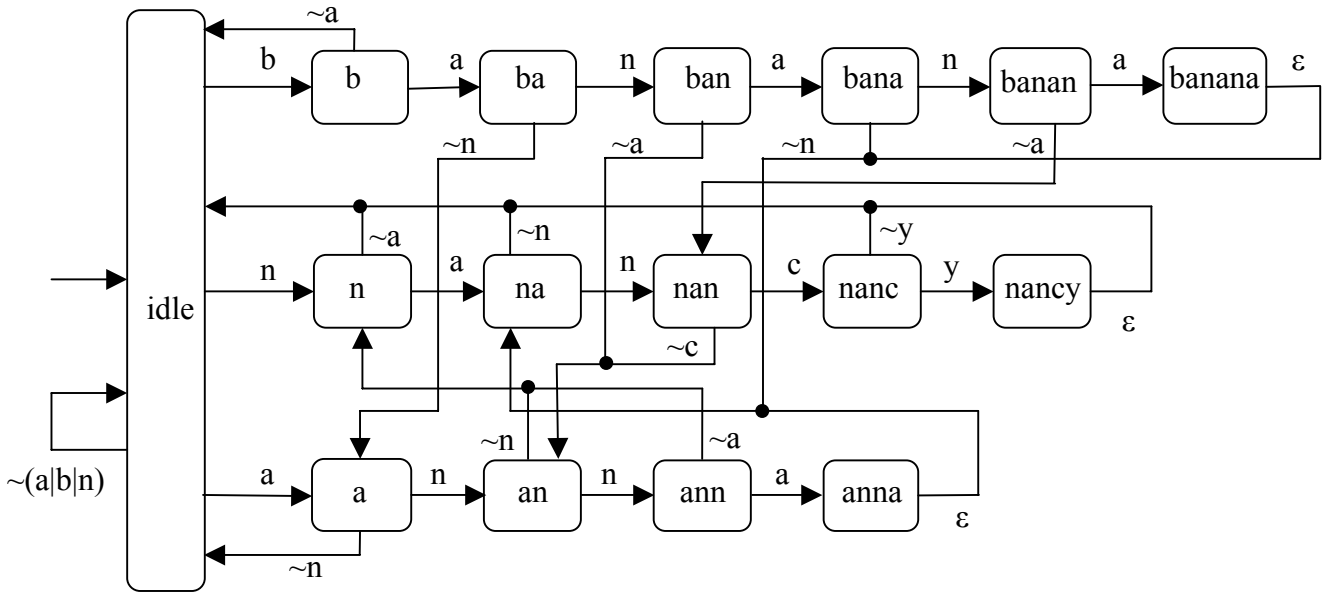 ~a
b a n a n a ε
b ba ban bana banan banana
~n ~a ~n ~a
~a ~n ~y
n a n c y
idle n na nan nanc nancy
ε
~c
~n ~a
~(a|b|n) a n n a
a an ann anna
ε
~n